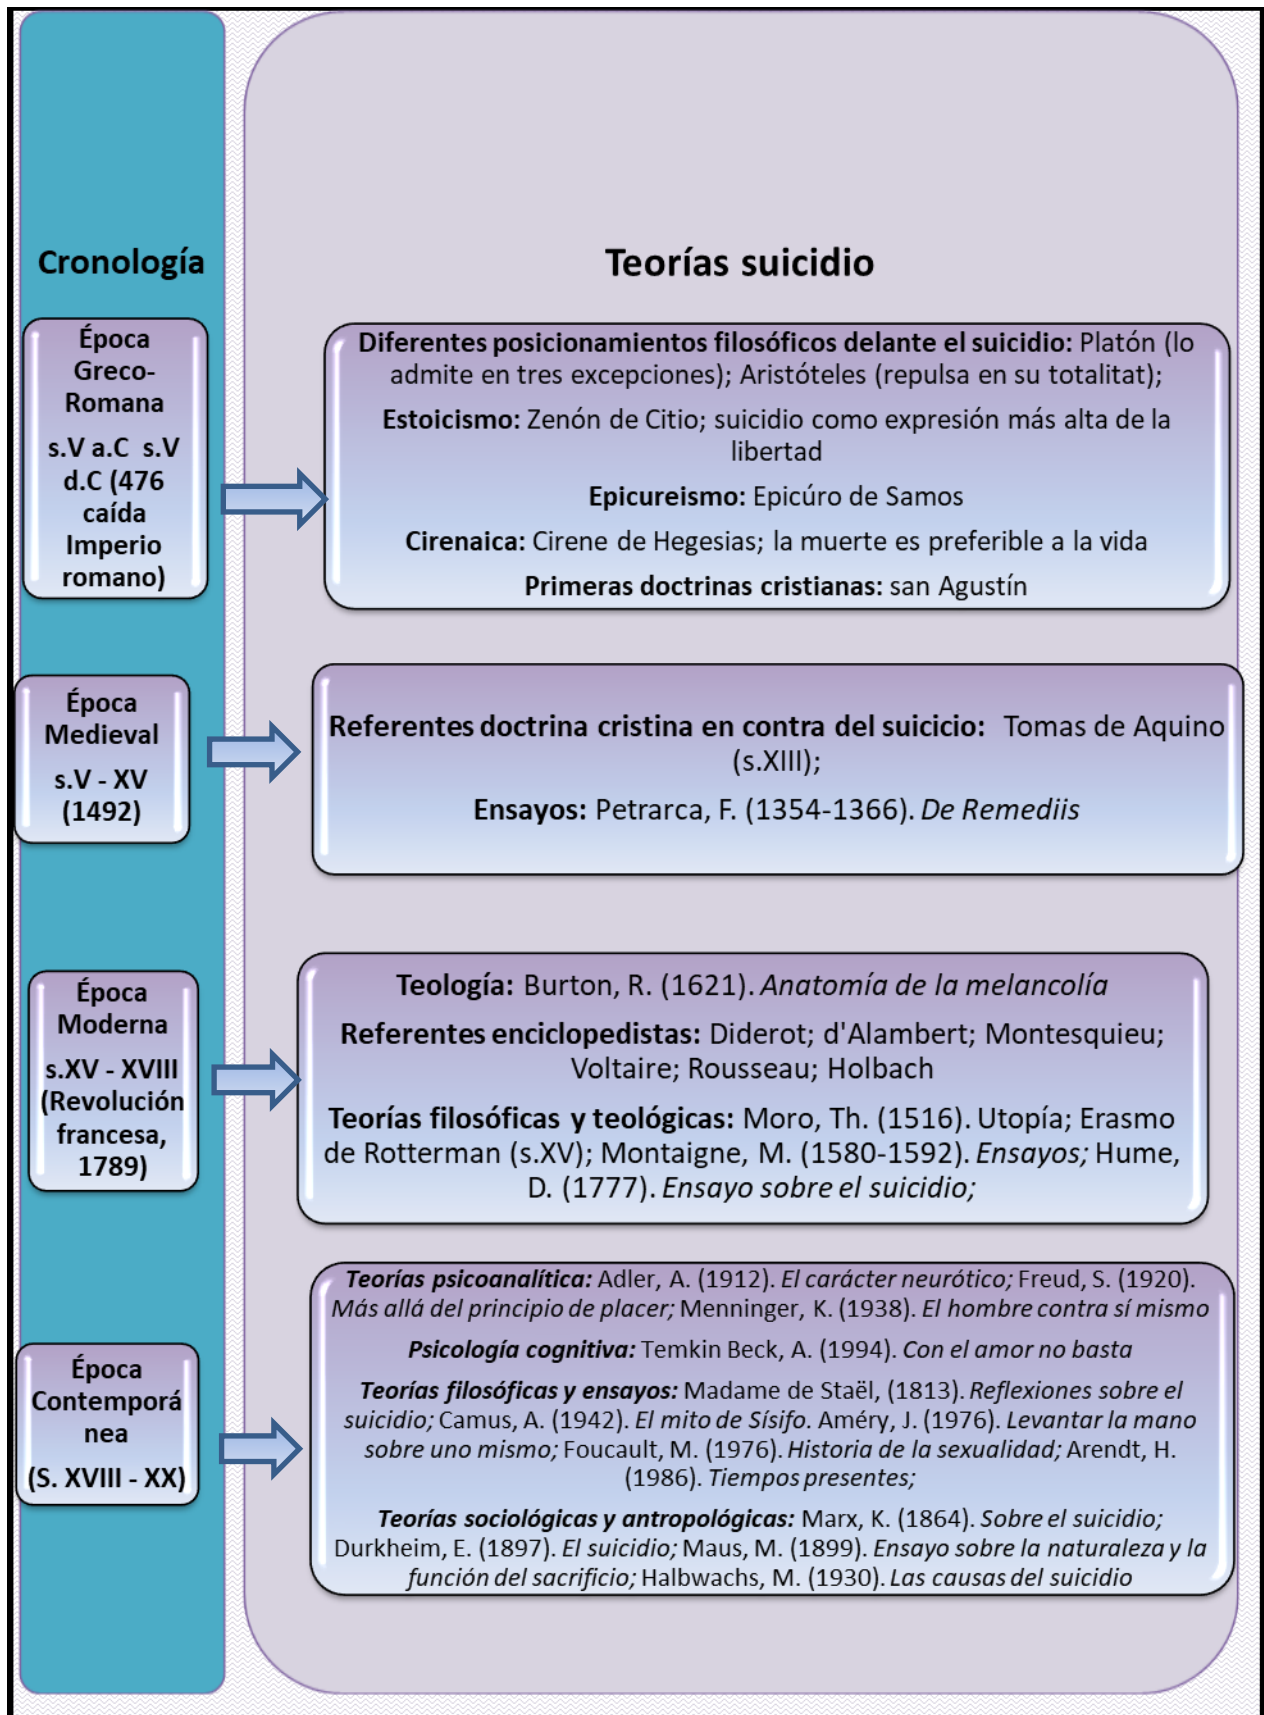 Cronología
Teorías suicidio
Época
Greco-
Romana
s.V a.C  s.V
d.C (476
caída
Imperio
romano)
Diferentes posicionamientos filosóficos delante el suicidio: Platón (lo
admite en tres excepciones); Aristóteles (repulsa en su totalitat);
Estoicismo: Zenón de Citio; suicidio como expresión más alta de la
libertad
Epicureismo: Epicúro de Samos
Cirenaica: Cirene de Hegesias; la muerte es preferible a la vida
Primeras doctrinas cristianas: san Agustín
Época
Medieval
s.V - XV
(1492)
Referentes doctrina cristina en contra del suicicio:  Tomas de Aquino
(s.XIII);
Ensayos: Petrarca, F. (1354-1366). De Remediis
Época
Moderna
s.XV - XVIII
(Revolución
francesa,
1789)
Teología: Burton, R. (1621). Anatomía de la melancolía
Referentes enciclopedistas: Diderot; d'Alambert; Montesquieu;
Voltaire; Rousseau; Holbach
Teorías filosóficas y teológicas: Moro, Th. (1516). Utopía; Erasmo
de Rotterman (s.XV); Montaigne, M. (1580-1592). Ensayos; Hume,
D. (1777). Ensayo sobre el suicidio;
Época
Contemporá
nea
(S. XVIII - XX)
Teorías psicoanalítica: Adler, A. (1912). El carácter neurótico; Freud, S. (1920).
Más allá del principio de placer; Menninger, K. (1938). El hombre contra sí mismo
Psicología cognitiva: Temkin Beck, A. (1994). Con el amor no basta
Teorías filosóficas y ensayos: Madame de Staël, (1813). Reflexiones sobre el
suicidio; Camus, A. (1942). El mito de Sísifo. Améry, J. (1976). Levantar la mano
sobre uno mismo; Foucault, M. (1976). Historia de la sexualidad; Arendt, H.
(1986). Tiempos presentes;
Teorías sociológicas y antropológicas: Marx, K. (1864). Sobre el suicidio;
Durkheim, E. (1897). El suicidio; Maus, M. (1899). Ensayo sobre la naturaleza y la
función del sacrificio; Halbwachs, M. (1930). Las causas del suicidio